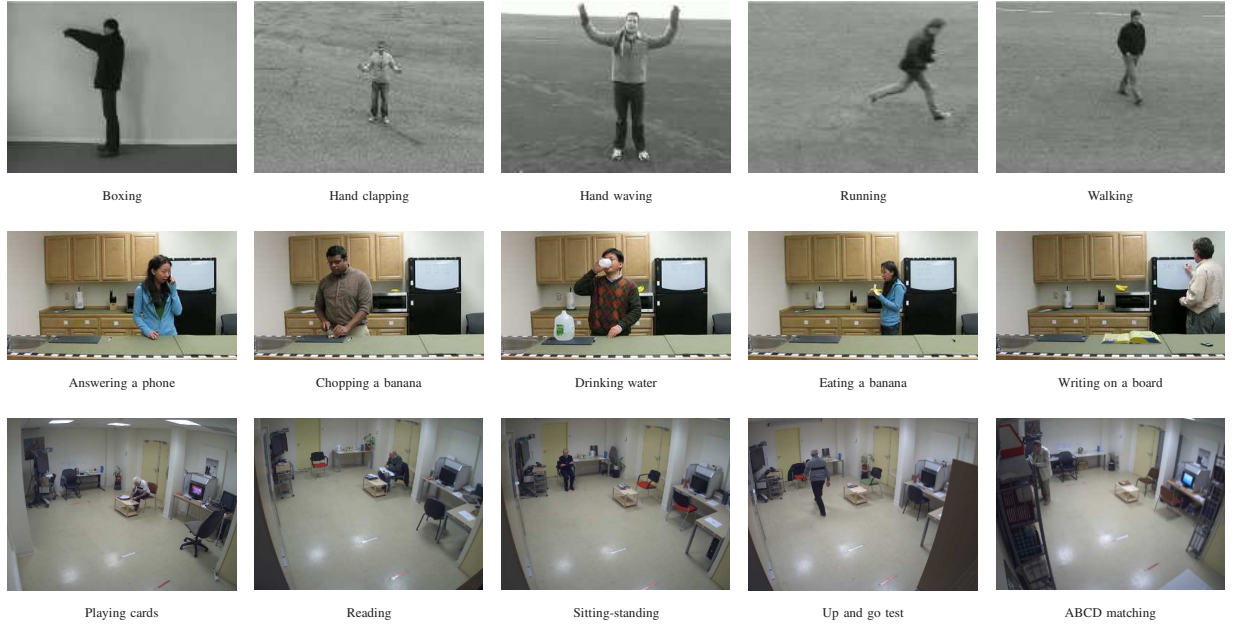 Boxing
Hand clapping
Hand waving
Running
Walking
Answering a phone
Chopping a banana
Drinking water
Eating a banana
Writing on a board
Playing cards
Reading
Sitting-standing
Up and go test
ABCD matching